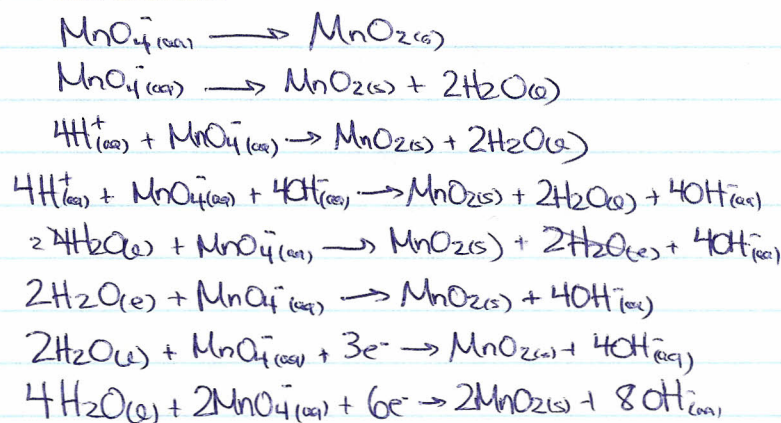 MnO₄⁻(aq) ⟶ MnO₂(s)
MnO₄⁻(aq) ⟶ MnO₂(s) + 2H₂O(l)
4H⁺(aq) + MnO₄⁻(aq) → MnO₂(s) + 2H₂O(l)
4H⁺(aq) + MnO₄⁻(aq) + 4OH⁻(aq) → MnO₂(s) + 2H₂O(l) + 4OH⁻(aq)
2 4H₂O(l) + MnO₄⁻(aq) → MnO₂(s) + 2H₂O(l) + 4OH⁻(aq)
2H₂O(l) + MnO₄⁻(aq) → MnO₂(s) + 4OH⁻(aq)
2H₂O(l) + MnO₄⁻(aq) + 3e⁻ → MnO₂(s) + 4OH⁻(aq)
4H₂O(l) + 2MnO₄⁻(aq) + 6e⁻ → 2MnO₂(s) + 8OH⁻(aq)